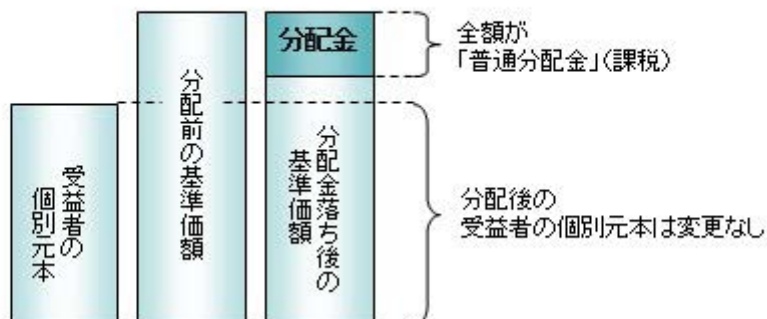 受益者の
個別元本
分配前の基準価額
分配金
分配金落ち後の
基準価額
全額が
「普通分配金」(課税)
分配後の
受益者の個別元本は変更なし